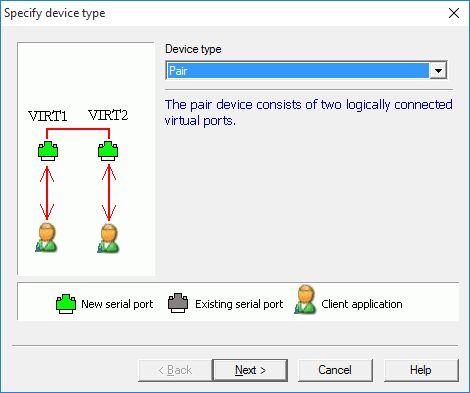 Specify device type
Device type
Pair
The pair device consists of two logically connected
virtual ports.
VIRT1 VIRT2
New serial port Existing serial port Client application
< Back Next > Cancel Help